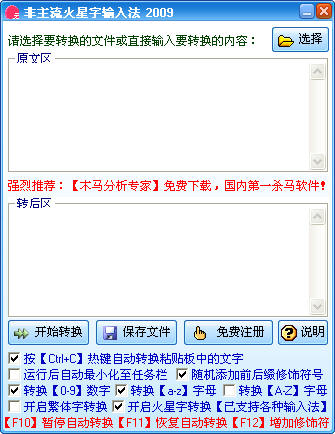 非主流火星字输入法 2009
请选择要转换的文件或直接输入要转换的内容： 选择
原文区
强烈推荐：【木马分析专家】免费下载，国内第一杀马软件！
转后区
开始转换 保存文件 免费注册 说明
按【Ctrl+C】热键自动转换粘贴板中的文字
运行后自动最小化至任务栏 随机添加前后缀修饰符号
转换【0-9】数字 转换【a-z】字母 转换【A-Z】字母
开启繁体字转换 开启火星字转换【已支持各种输入法】
【F10】暂停自动转换【F11】恢复自动转换【F12】增加修饰符